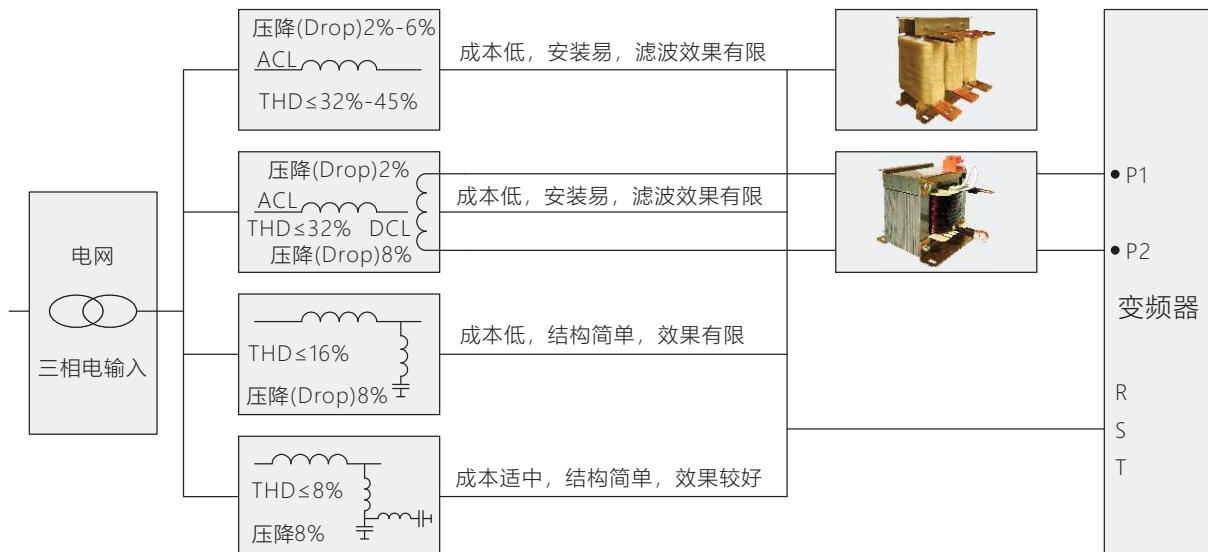 电网
三相电输入
压降(Drop)2%-6%
ACL
THD≤32%-45%
成本低，安装易，滤波效果有限
压降(Drop)2%
ACL
THD≤32% DCL
压降(Drop)8%
成本低，安装易，滤波效果有限
THD≤16%
压降(Drop)8%
成本低，结构简单，效果有限
THD≤8%
压降8%
成本适中，结构简单，效果较好
P1
P2
变频器
R
S
T